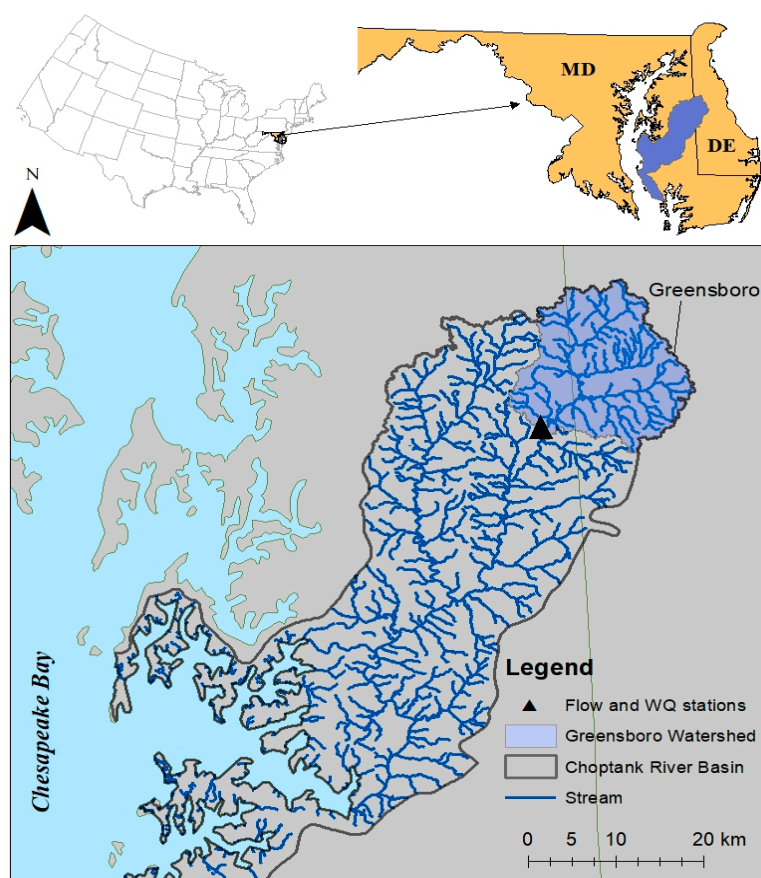 N
MD
DE
Greensboro
Chesapeake Bay
Legend
Flow and WQ stations
Greensboro Watershed
Choptank River Basin
Stream
0 5 10 20 km